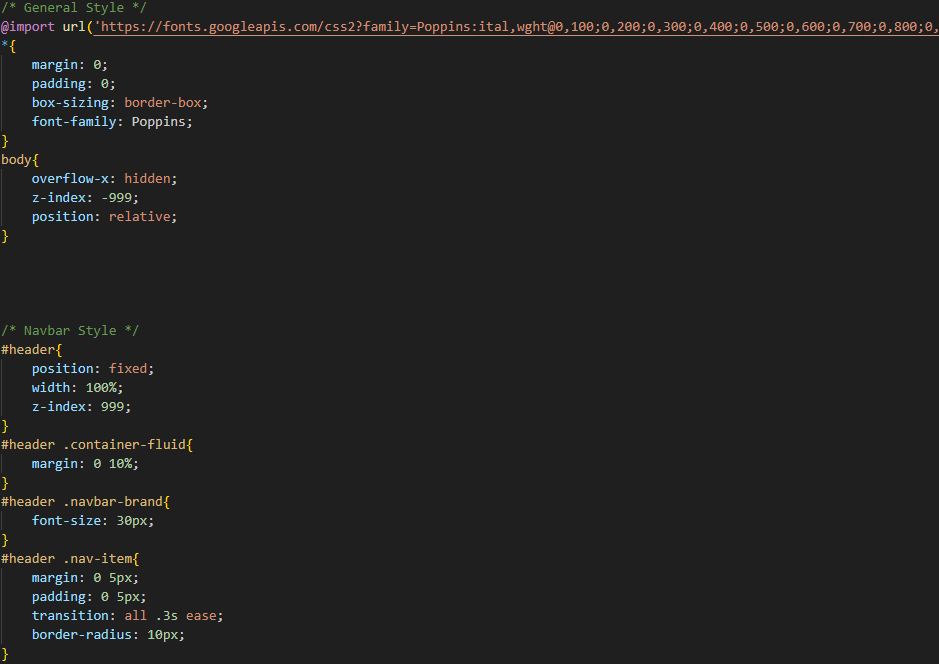 /* General Style */
@import url('https://fonts.googleapis.com/css2?family=Poppins:ital,wght@0,100;0,200;0,300;0,400;0,500;0,600;0,700;0,800;0,
*{
    margin: 0;
    padding: 0;
    box-sizing: border-box;
    font-family: Poppins;
}
body{
    overflow-x: hidden;
    z-index: -999;
    position: relative;
}
/* Navbar Style */
#header{
    position: fixed;
    width: 100%;
    z-index: 999;
}
#header .container-fluid{
    margin: 0 10%;
}
#header .navbar-brand{
    font-size: 30px;
}
#header .nav-item{
    margin: 0 5px;
    padding: 0 5px;
    transition: all .3s ease;
    border-radius: 10px;
}